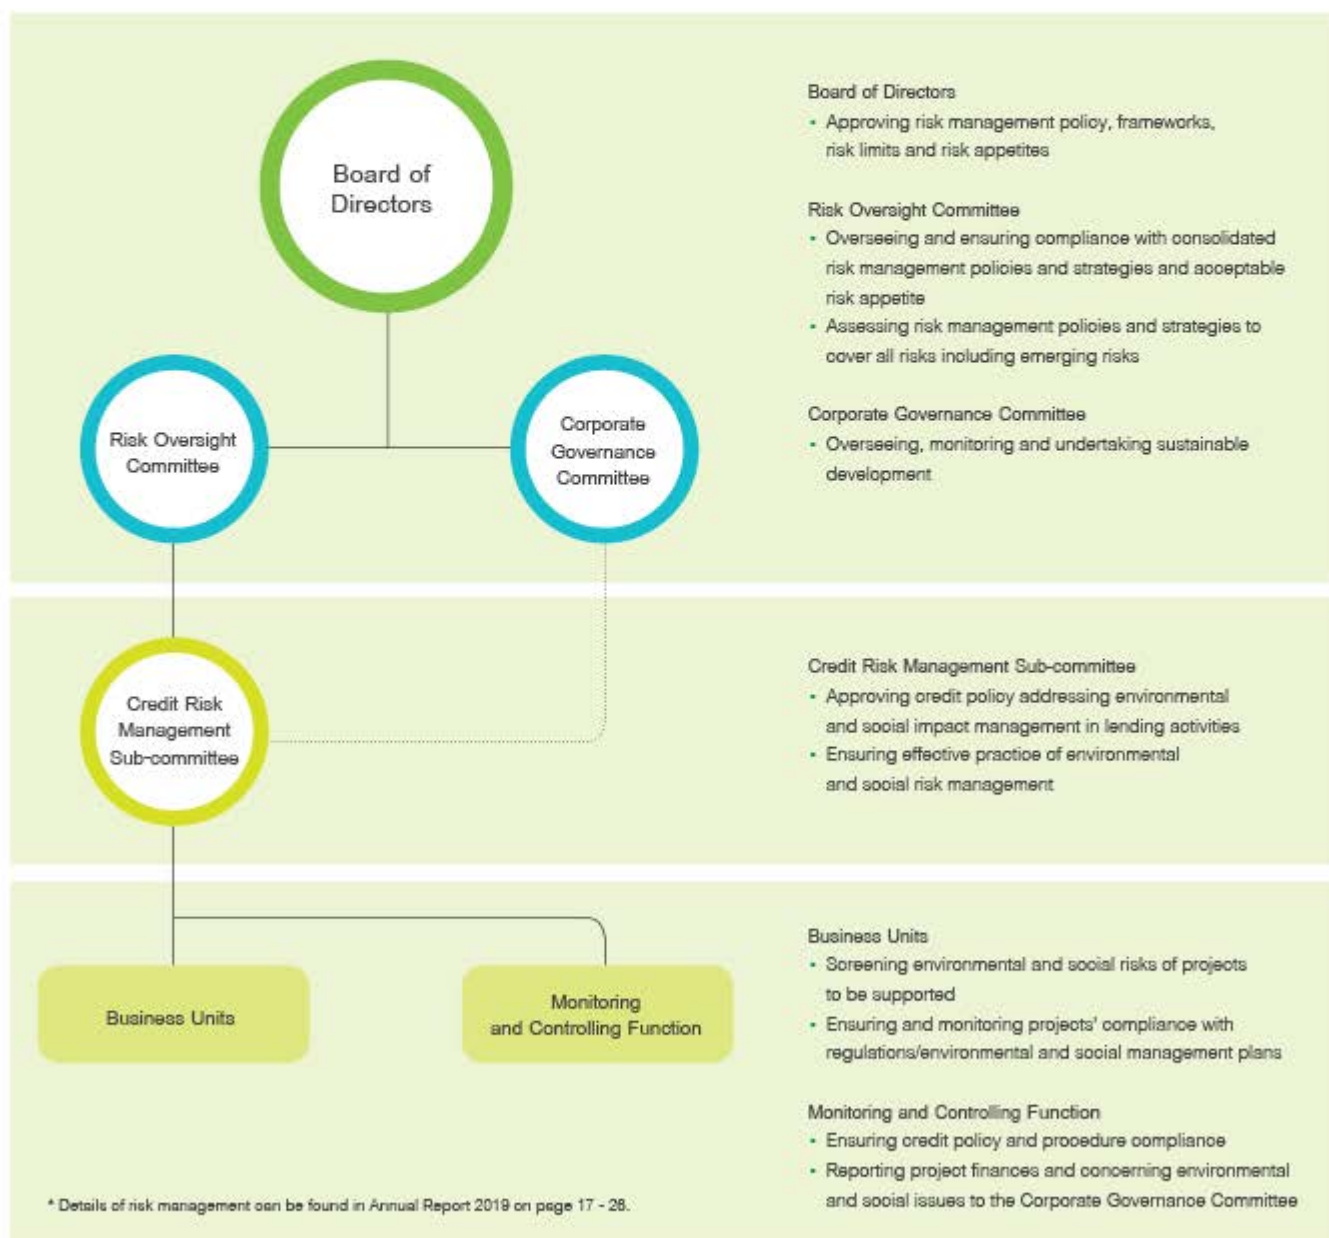 Board of
Directors
Risk Oversight
Committee
Corporate
Governance
Committee
Board of Directors
• Approving risk management policy, frameworks,
risk limits and risk appetites
Risk Oversight Committee
• Overseeing and ensuring compliance with consolidated
risk management policies and strategies and acceptable
risk appetite
• Assessing risk management policies and strategies to
cover all risks including emerging risks
Corporate Governance Committee
• Overseeing, monitoring and undertaking sustainable
development
Credit Risk
Management
Sub-committee
Credit Risk Management Sub-committee
• Approving credit policy addressing environmental
and social impact management in lending activities
• Ensuring effective practice of environmental
and social risk management
Business Units
Monitoring
and Controlling Function
Business Units
• Screening environmental and social risks of projects
to be supported
• Ensuring and monitoring projects' compliance with
regulations/environmental and social management plans
Monitoring and Controlling Function
• Ensuring credit policy and procedure compliance
• Reporting project finances and concerning environmental
and social issues to the Corporate Governance Committee
* Details of risk management can be found in Annual Report 2019 on page 17 -